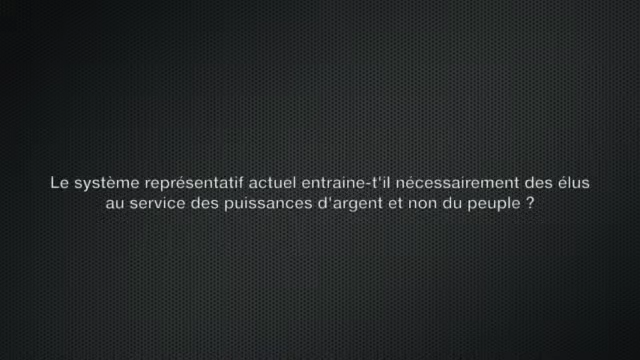 Le système représentatif actuel entraine-t'il nécessairement des élus
au service des puissances d'argent et non du peuple ?